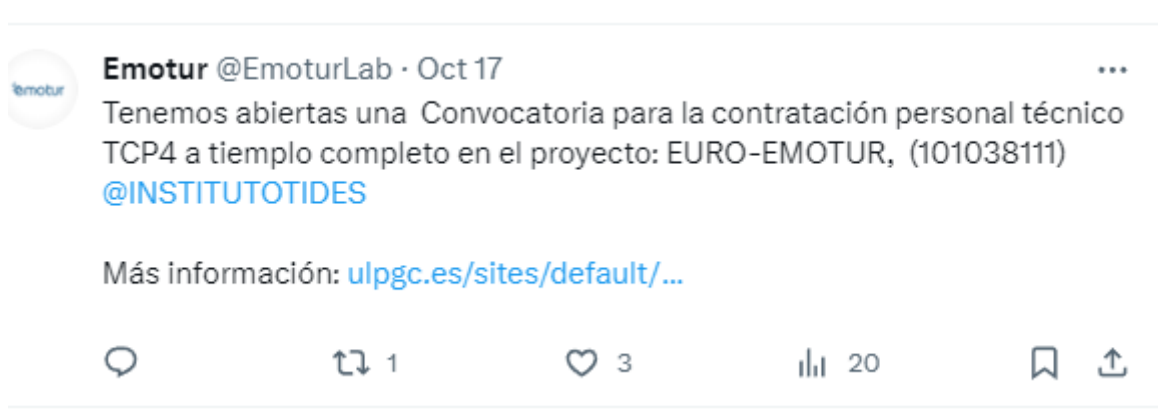 emotur
Emotur @EmoturLab · Oct 17
Tenemos abiertas una Convocatoria para la contratación personal técnico
TCP4 a tiemplo completo en el proyecto: EURO-EMOTUR, (101038111)
@INSTITUTOTIDES
Más información: ulpgc.es/sites/default/...
1 3 20